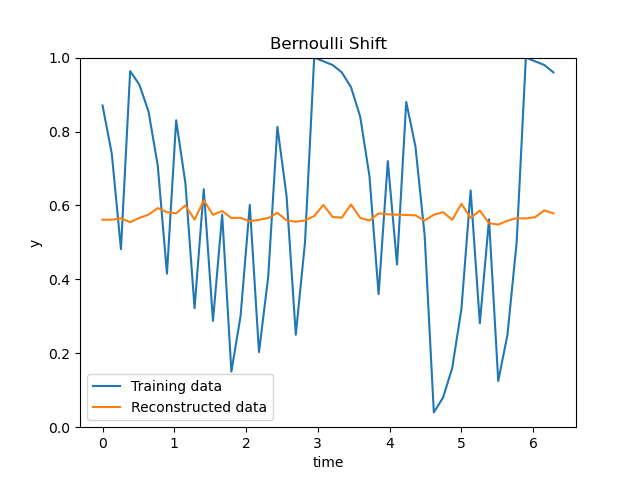 Bernoulli Shift
1.0
0.8
0.6
0.4
0.2
0.0
y
Training data
Reconstructed data
0 1 2 3 4 5 6
time